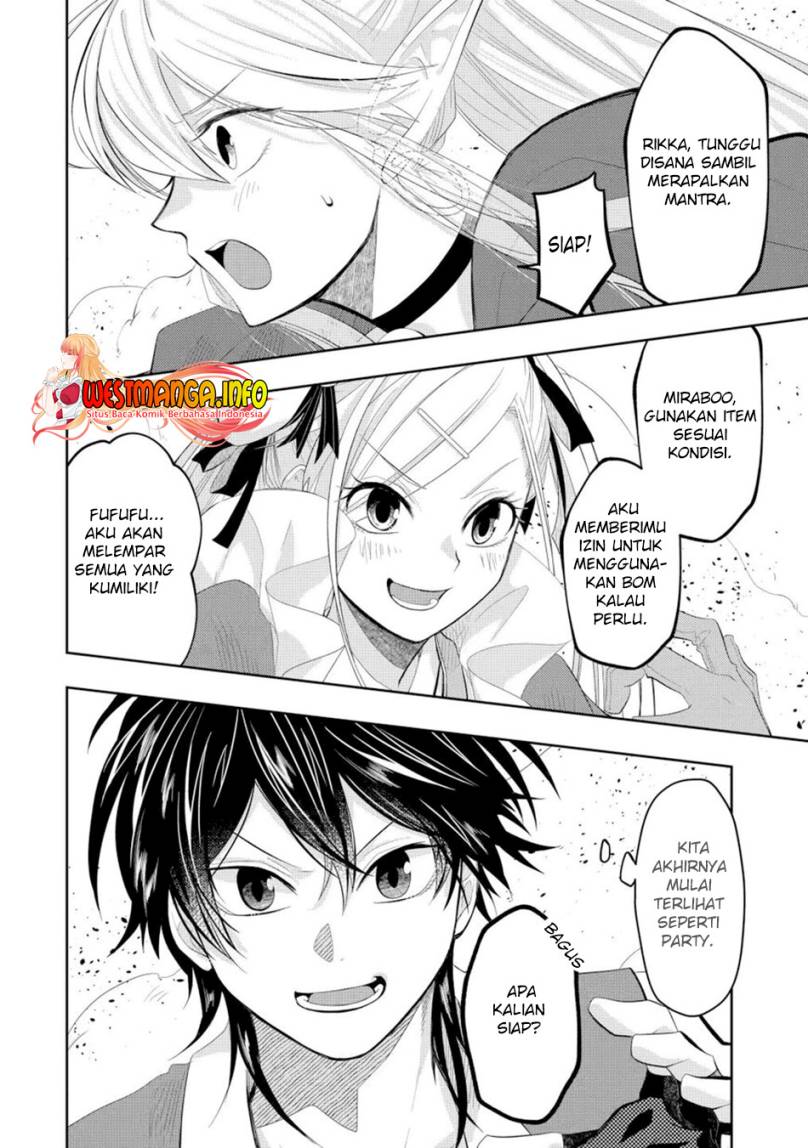 RIKKA, TUNGGU
DISANA SAMBIL
MERAPALKAN
MANTRA.
SIAP!
WESTMANGA.INFO
Situs Baca Komik Berbahasa Indonesia
MIRABOO,
GUNAKAN ITEM
SESUAI
KONDISI.
AKU
MEMBERIMU
IZIN UNTUK
MENGGUNA-
KAN BOM
KALAU
PERLU.
FUFUFU...
AKU AKAN
MELEMPAR
SEMUA YANG
KUMILIKI!
KITA
AKHIRNYA
MULAI
TERLIHAT
SEPERTI
PARTY.
BAGUS
APA
KALIAN
SIAP?